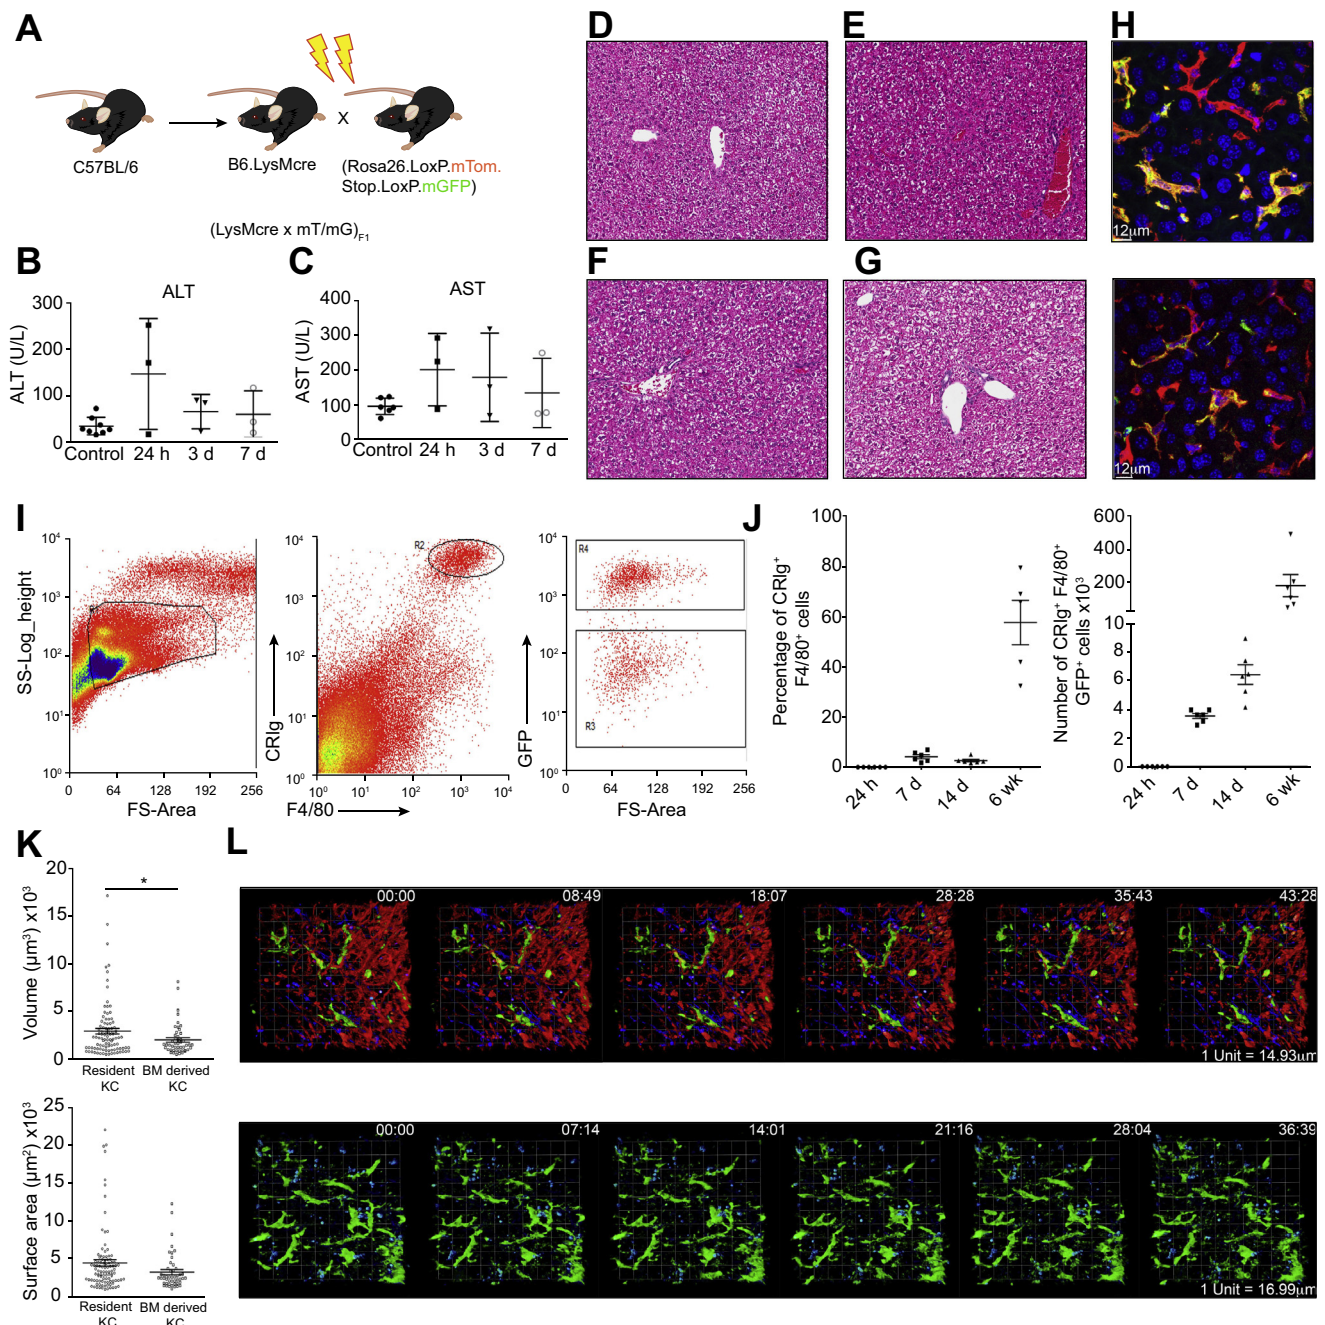 A
C57BL/6
B6.LysMcre
X
(Rosa26.LoxP.mTom.
Stop.LoxP.mGFP)
(LysMcre x mT/mG)F1
B
ALT
ALT (U/L)
300
200
100
0
Control
24 h
3 d
7 d
C
AST
AST (U/L)
400
300
200
100
0
Control
24 h
3 d
7 d
D
E
F
G
H
12μm
12μm
I
SS-Log_height
10⁴
10³
10²
10¹
10⁰
0
64
128
192
256
FS-Area
CRIg
10⁴
10³
10²
10¹
10⁰
R2
10⁰
10¹
10²
10³
10⁴
F4/80
GFP
10⁴
10³
10²
10¹
10⁰
R4
R3
0
64
128
192
256
FS-Area
J
Percentage of CRIg⁺
F4/80⁺ cells
100
80
60
40
20
0
24 h
7 d
14 d
6 wk
Number of CRIg⁺ F4/80⁺
GFP⁺ cells x10³
600
400
200
10
8
6
4
2
0
24 h
7 d
14 d
6 wk
K
Volume (μm³) x10³
20
15
10
5
0
*
Resident
KC
BM derived
KC
Surface area (μm²) x10³
25
20
15
10
5
0
Resident
KC
BM derived
KC
L
00:00
08:49
18:07
28:28
35:43
43:28
1 Unit = 14.93μm
00:00
07:14
14:01
21:16
28:04
36:39
1 Unit = 16.99μm